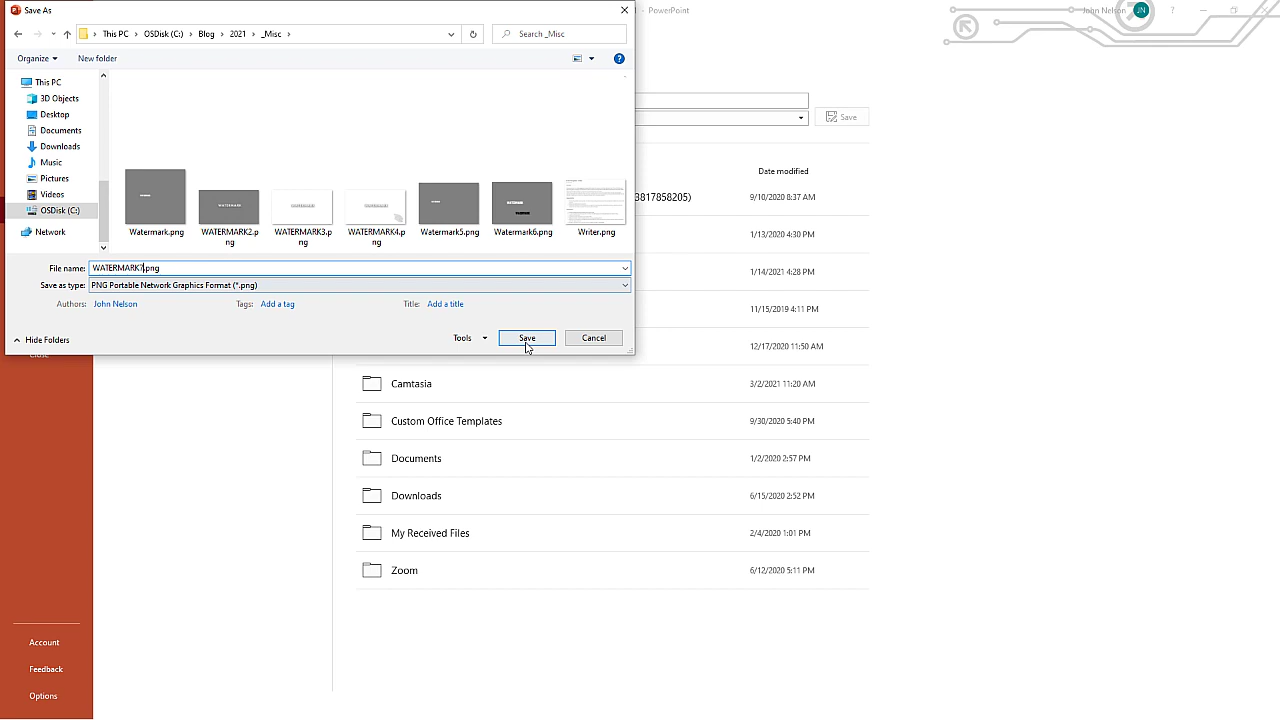 Save As
PowerPoint
John Nelson
JN
?
This PC
OSDisk (C:)
Blog
2021
_Misc
Search _Misc
Organize
New folder
?
This PC
3D Objects
Desktop
Documents
Downloads
Music
Pictures
Videos
OSDisk (C:)
Network
Watermark.png
WATERMARK2.p
ng
WATERMARK3.p
ng
WATERMARK4.p
ng
Watermark5.png
Watermark6.png
Writer.png
File name:
WATERMARK7.png
Save as type:
PNG Portable Network Graphics Format (*.png)
Authors:
John Nelson
Tags:
Add a tag
Title:
Add a title
Hide Folders
Tools
Save
Cancel
Save
Date modified
3817858205)
9/10/2020 8:37 AM
1/13/2020 4:30 PM
1/14/2021 4:28 PM
11/15/2019 4:11 PM
12/17/2020 11:50 AM
Close
Camtasia
3/2/2021 11:20 AM
Custom Office Templates
9/30/2020 5:40 PM
Documents
1/2/2020 2:57 PM
Downloads
6/15/2020 2:52 PM
My Received Files
2/4/2020 1:01 PM
Zoom
6/12/2020 5:11 PM
Account
Feedback
Options